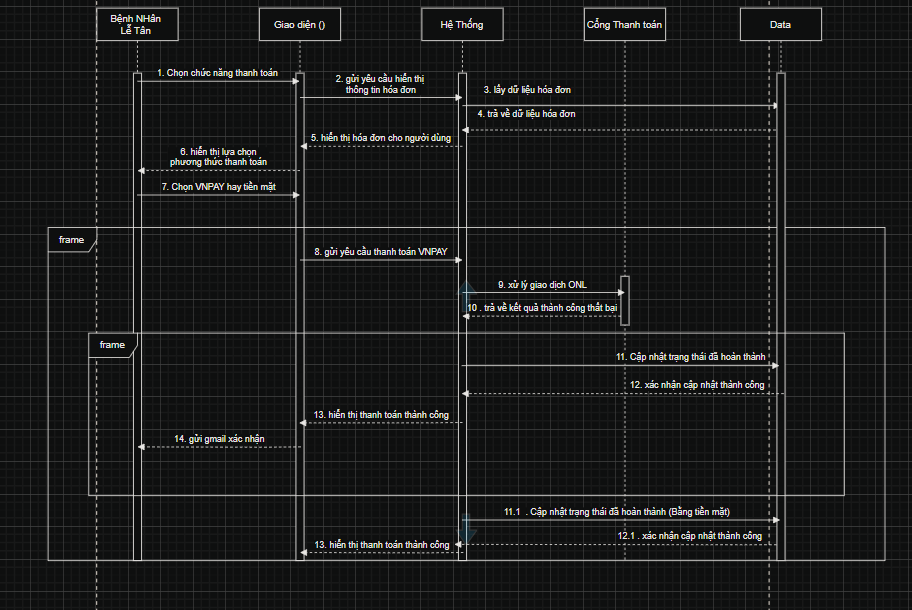 Bệnh NHân
Lễ Tân
Giao diện ()
Hệ Thống
Cổng Thanh toán
Data
1. Chọn chức năng thanh toán
2. gửi yêu cầu hiển thị
thông tin hóa đơn
3. lấy dữ liệu hóa đơn
4. trả về dữ liệu hóa đơn
5. hiển thị hóa đơn cho người dùng
6. hiển thị lựa chọn
phương thức thanh toán
7. Chọn VNPAY hay tiền mặt
frame
8. gửi yêu cầu thanh toán VNPAY
9. xử lý giao dịch ONL
10 . trả về kết quả thành công thất bại
frame
11. Cập nhật trạng thái đã hoàn thành
12. xác nhận cập nhật thành công
13. hiển thị thanh toán thành công
14. gửi gmail xác nhận
11.1 . Cập nhật trạng thái đã hoàn thành (Bằng tiền mặt)
12.1 . xác nhận cập nhật thành công
13. hiển thị thanh toán thành công